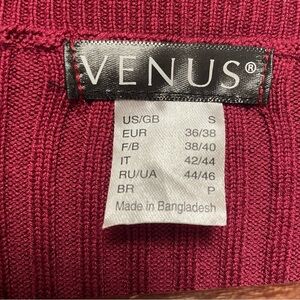 VENUS®
US/GB S
EUR 36/38
F/B 38/40
IT 42/44
RU/UA 44/46
BR P
Made in Bangladesh